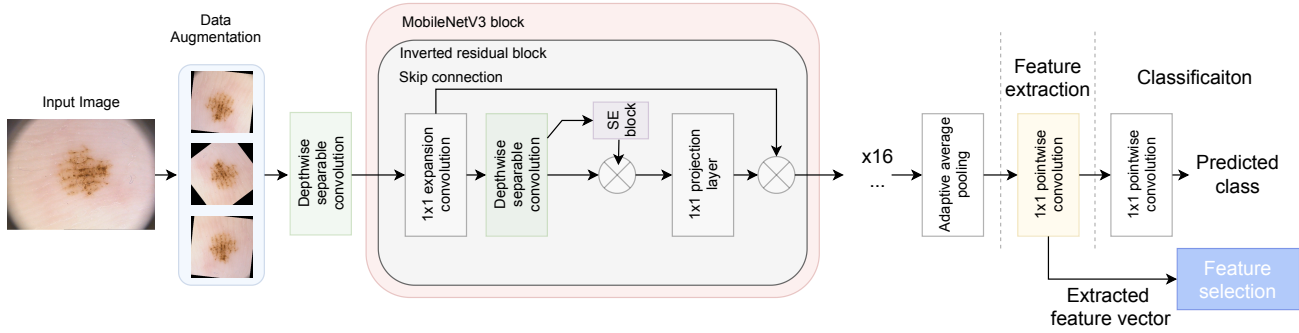 Input Image
Data
Augmentation
Depthwise
separable
convolution
MobileNetV3 block
Inverted residual block
Skip connection
1x1 expansion
convolution
Depthwise
separable
convolution
SE
block
1x1 projection
layer
x16
...
Adaptive average
pooling
Feature
extraction
1x1 pointwise
convolution
Classificaiton
1x1 pointwise
convolution
Predicted
class
Extracted
feature vector
Feature
selection